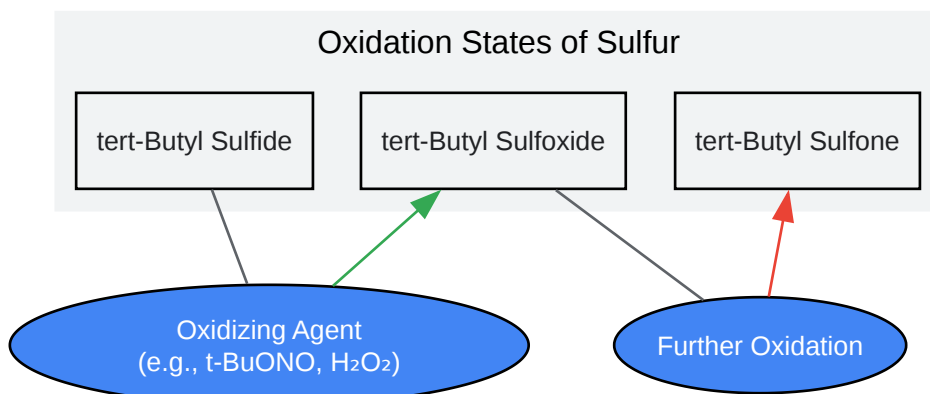 Oxidation States of Sulfur
tert-Butyl Sulfide
tert-Butyl Sulfoxide
tert-Butyl Sulfone
Oxidizing Agent
(e.g., t-BuONO, H₂O₂)
Further Oxidation